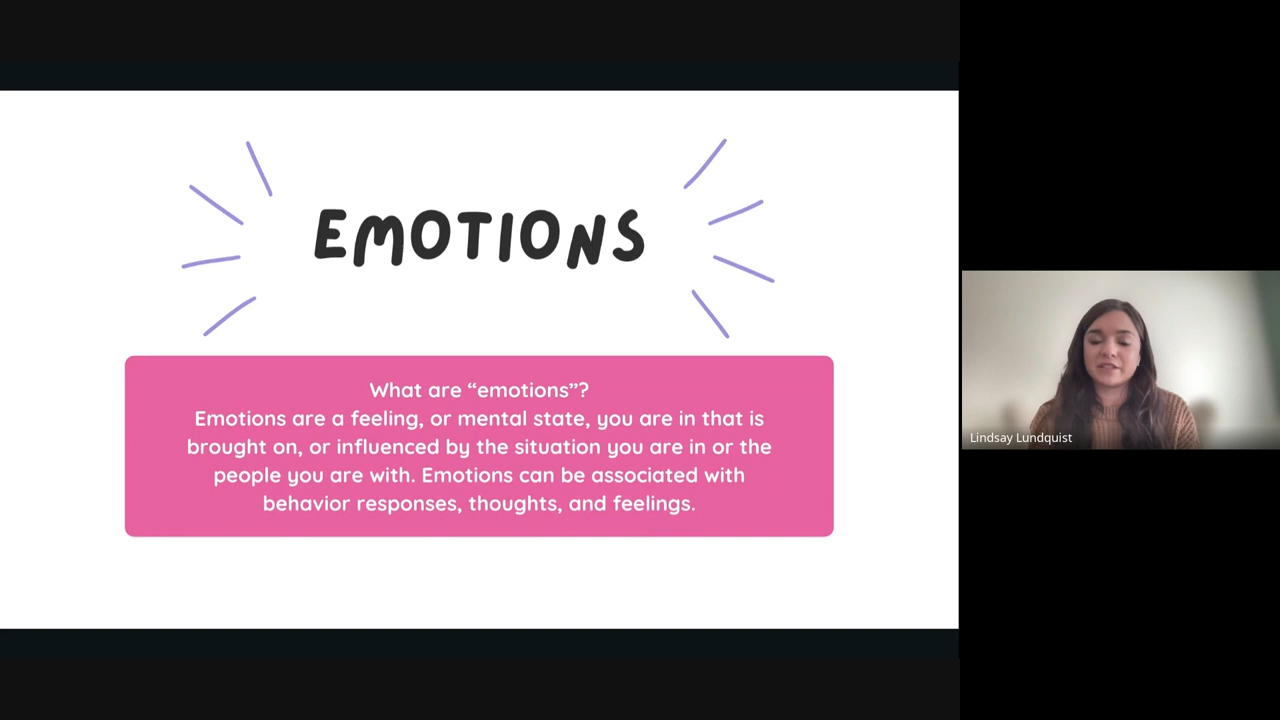 EMOTIONS
What are “emotions”?
Emotions are a feeling, or mental state, you are in that is
brought on, or influenced by the situation you are in or the
people you are with. Emotions can be associated with
behavior responses, thoughts, and feelings.
Lindsay Lundquist